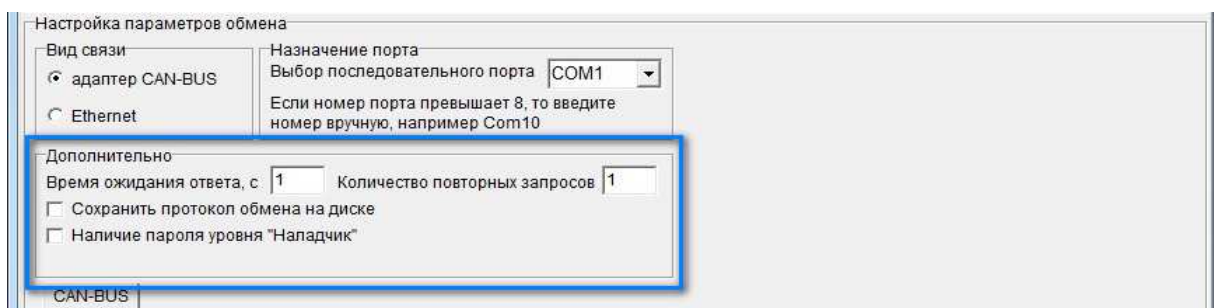 Настройка параметров обмена
Вид связи
адаптер CAN-BUS
Ethernet
Назначение порта
Выбор последовательного порта COM1
Если номер порта превышает 8, то введите
номер вручную, например Com10
Дополнительно
Время ожидания ответа, с 1 Количество повторных запросов 1
Сохранить протокол обмена на диске
Наличие пароля уровня "Наладчик"
CAN-BUS